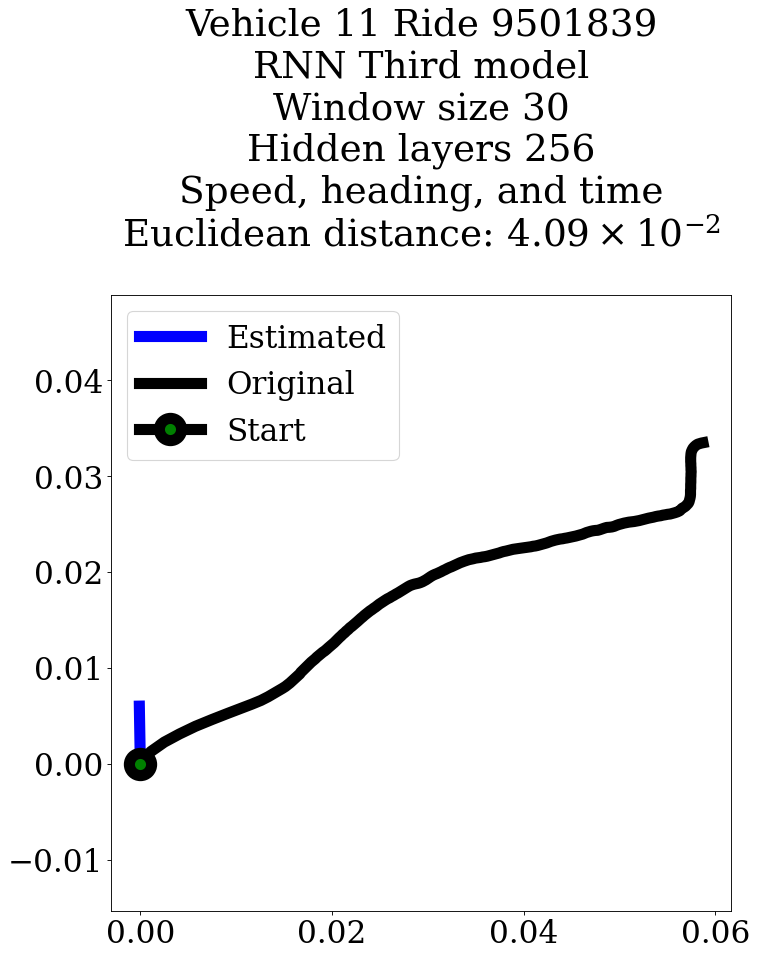 Vehicle 11 Ride 9501839
RNN Third model
Window size 30
Hidden layers 256
Speed, heading, and time
Euclidean distance: 4.09 × 10⁻²
Estimated
Original
Start
0.04
0.03
0.02
0.01
0.00
−0.01
0.00
0.02
0.04
0.06